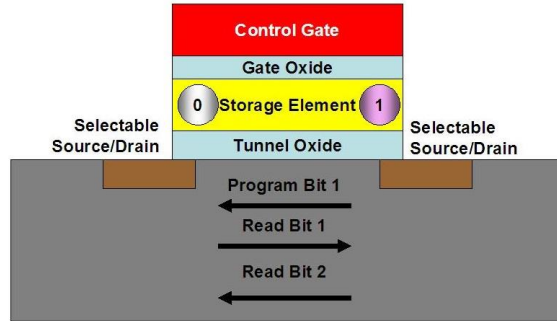 Control Gate
Gate Oxide
0 Storage Element 1
Selectable
Source/Drain
Tunnel Oxide
Selectable
Source/Drain
Program Bit 1
Read Bit 1
Read Bit 2